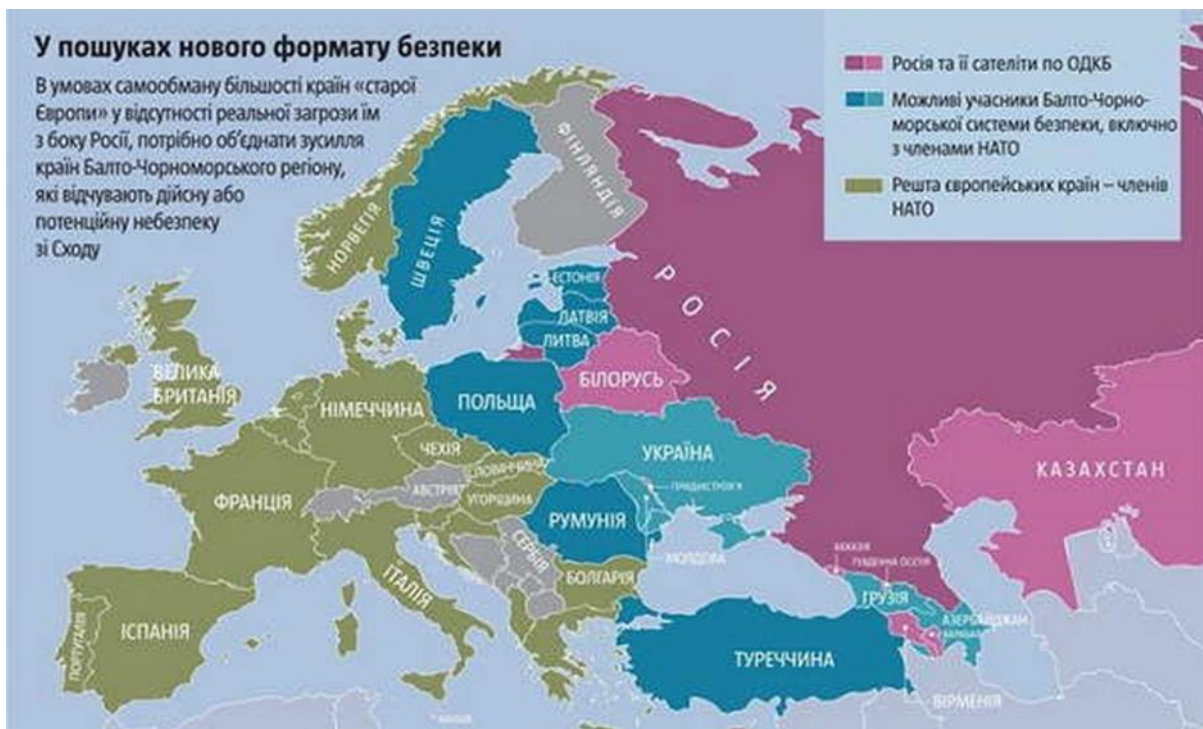 У пошуках нового формату безпеки
В умовах самообману більшості країн «старої
Європи» у відсутності реальної загрози їм
з боку Росії, потрібно об'єднати зусилля
країн Балто-Чорноморського регіону,
які відчувають дійсну або
потенційну небезпеку
зі Сходу
Росія та її сателіти по ОДКБ
Можливі учасники Балто-Чорно-
морської системи безпеки, включно
з членами НАТО
Решта європейських країн – членів
НАТО
ФІНЛЯНДІЯ
НОРВЕГІЯ
ШВЕЦІЯ
РОСІЯ
ЕСТОНІЯ
ЛАТВІЯ
ЛИТВА
ВЕЛИКА
БРИТАНІЯ
БІЛОРУСЬ
НІМЕЧЧИНА
ПОЛЬЩА
ЧЕХІЯ
УКРАЇНА
КАЗАХСТАН
СЛОВАЧЧИНА
АВСТРІЯ
УГОРЩИНА
ПРИДНІСТРОВ'Я
ФРАНЦІЯ
РУМУНІЯ
МОЛДОВА
СЕРБІЯ
АБХАЗІЯ
ПІВДЕННА ОСЕТІЯ
ІТАЛІЯ
БОЛГАРІЯ
ГРУЗІЯ
АЗЕРБАЙДЖАН
ПОРТУГАЛІЯ
ІСПАНІЯ
ТУРЕЧЧИНА
ВІРМЕНІЯ